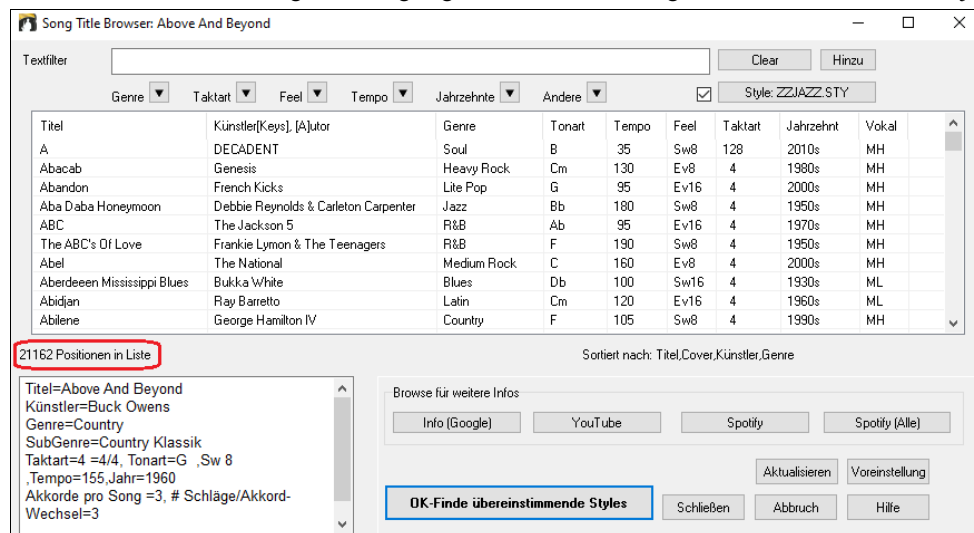 Song Title Browser: Above And Beyond
Textfilter Clear Hinzu
Genre Taktart Feel Tempo Jahrzehnte Andere Style: ZZJAZZ.STY
Titel Künstler[Keys], [A]utor Genre Tonart Tempo Feel Taktart Jahrzehnt Vokal
A DECADENT Soul B 35 Sw8 128 2010s MH
Abacab Genesis Heavy Rock Cm 130 Ev8 4 1980s MH
Abandon French Kicks Lite Pop G 95 Ev16 4 2000s MH
Aba Daba Honeymoon Debbie Reynolds & Carleton Carpenter Jazz Bb 180 Sw8 4 1950s MH
ABC The Jackson 5 R&B Ab 95 Ev16 4 1970s MH
The ABC's Of Love Frankie Lymon & The Teenagers R&B F 190 Sw8 4 1950s MH
Abel The National Medium Rock C 160 Ev8 4 2000s MH
Aberdeeen Mississippi Blues Bukka White Blues Db 100 Sw16 4 1930s ML
Abidjan Ray Barretto Latin Cm 120 Ev16 4 1960s ML
Abilene George Hamilton IV Country F 105 Sw8 4 1990s MH
21162 Positionen in Liste Sortiert nach: Titel,Cover,Künstler,Genre
Titel=Above And Beyond
Künstler=Buck Owens
Genre=Country
SubGenre=Country Klassik
Taktart=4 =4/4, Tonart=G ,Sw 8
,Tempo=155,Jahr=1960
Akkorde pro Song =3, # Schläge/Akkord-
Wechsel=3
Browse für weitere Infos
Info (Google) YouTube Spotify Spotify (Alle)
Aktualisieren Voreinstellung
OK-Finde übereinstimmende Styles Schließen Abbruch Hilfe